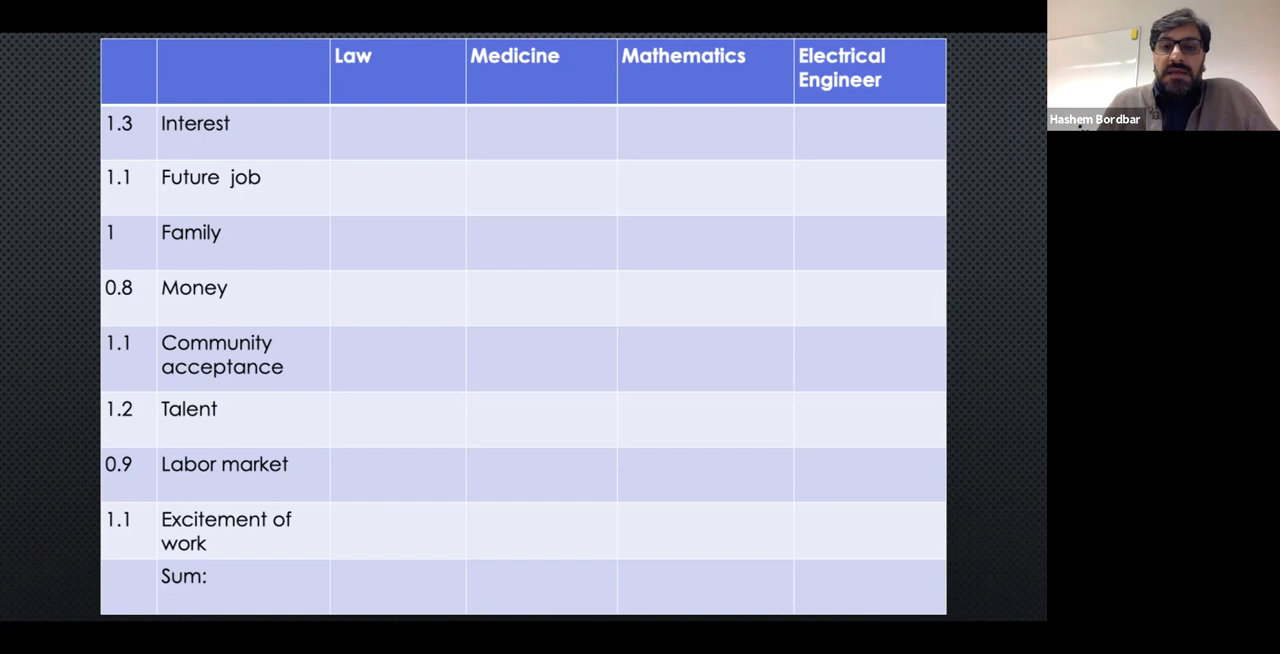 Law Medicine Mathematics Electrical
Engineer
1.3 Interest
1.1 Future job
1 Family
0.8 Money
1.1 Community
acceptance
1.2 Talent
0.9 Labor market
1.1 Excitement of
work
Sum:
Hashem Bordbar